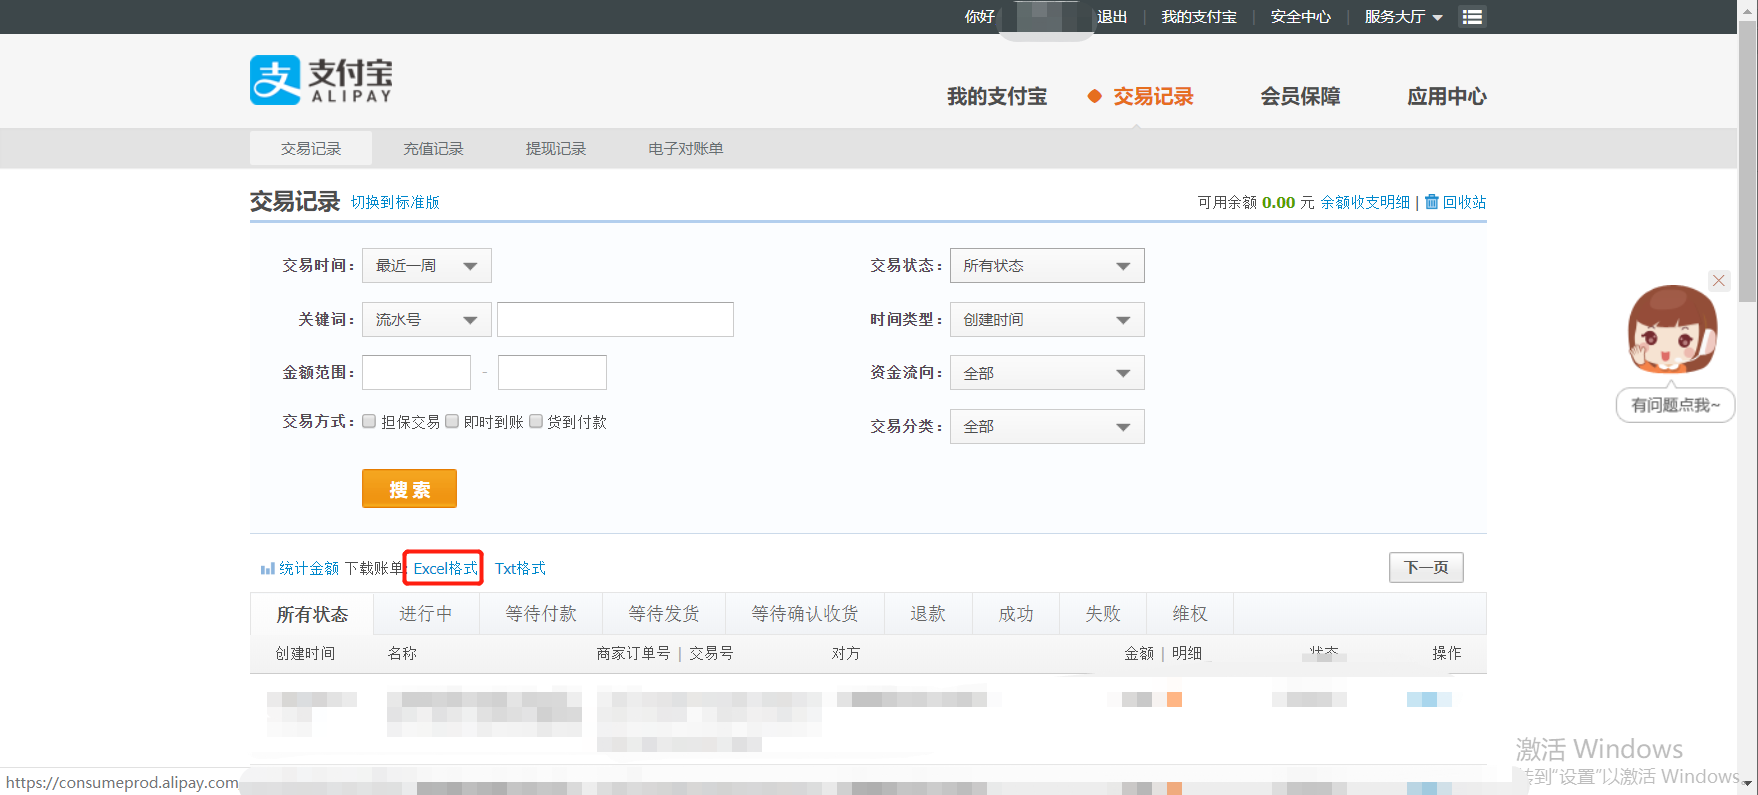 你好 退出 我的支付宝 安全中心 服务大厅
支付宝
ALIPAY
我的支付宝 交易记录 会员保障 应用中心
交易记录 充值记录 提现记录 电子对账单
交易记录 切换到标准版 可用余额 0.00 元 余额收支明细 | 回收站
交易时间： 最近一周 交易状态： 所有状态
关键词： 流水号 时间类型： 创建时间
金额范围： - 资金流向： 全部
交易方式： 担保交易 即时到账 货到付款 交易分类： 全部
搜 索
有问题点我~
统计金额 下载账单 Excel格式 Txt格式 下一页
所有状态 进行中 等待付款 等待发货 等待确认收货 退款 成功 失败 维权
创建时间 名称 商家订单号 | 交易号 对方 金额 | 明细 状态 操作
激活 Windows
转到"设置"以激活 Windows。
https://consumeprod.alipay.com